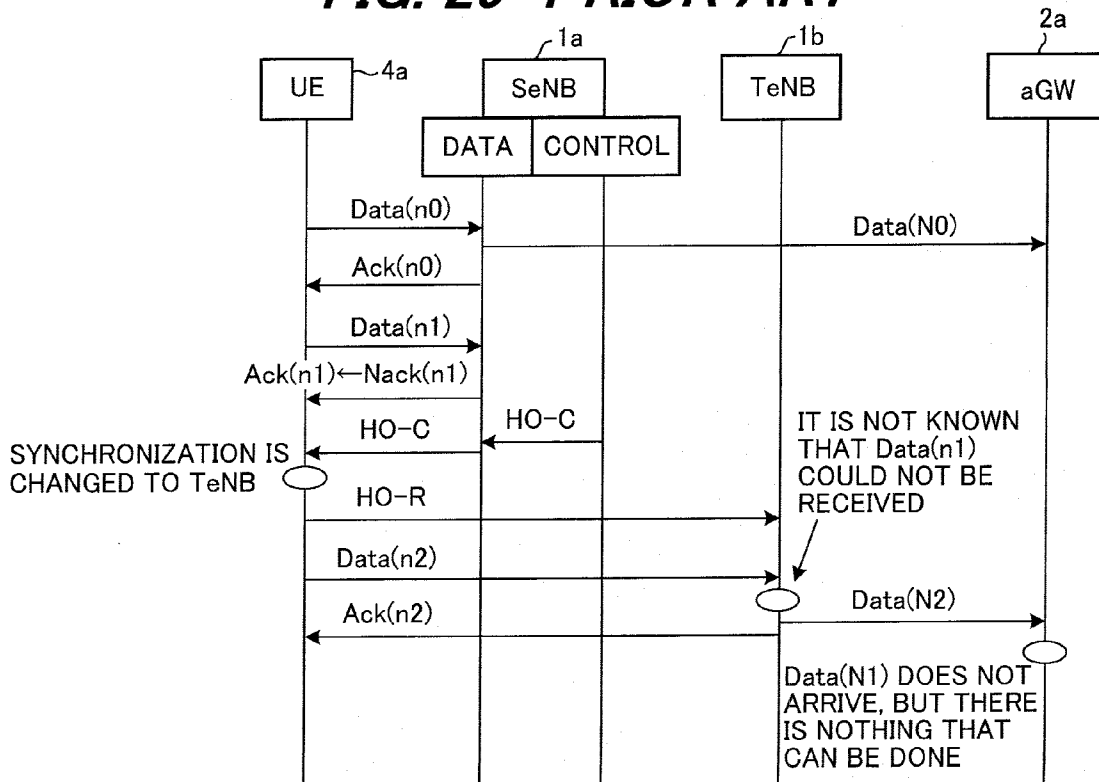 FIG. 20 PRIOR ART
1a
1b
2a
4a
UE
SeNB
TeNB
aGW
DATA
CONTROL
Data(n0)
Data(N0)
Ack(n0)
Data(n1)
Ack(n1)←Nack(n1)
HO-C
HO-C
IT IS NOT KNOWN
THAT Data(n1)
COULD NOT BE
RECEIVED
SYNCHRONIZATION IS
CHANGED TO TeNB
HO-R
Data(n2)
Data(N2)
Ack(n2)
Data(N1) DOES NOT
ARRIVE, BUT THERE
IS NOTHING THAT
CAN BE DONE